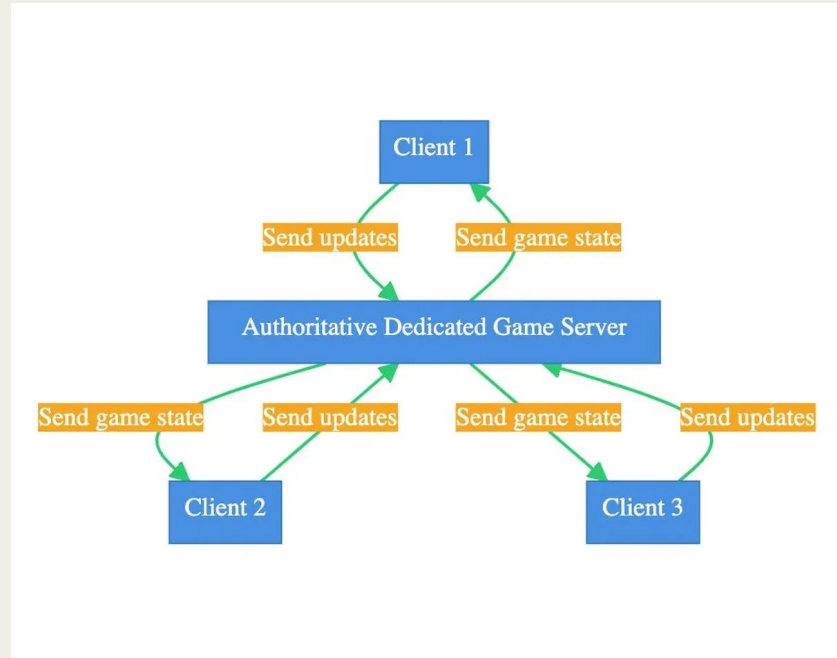 Client 1
Send updates
Send game state
Authoritative Dedicated Game Server
Send game state
Send updates
Send game state
Send updates
Client 2
Client 3